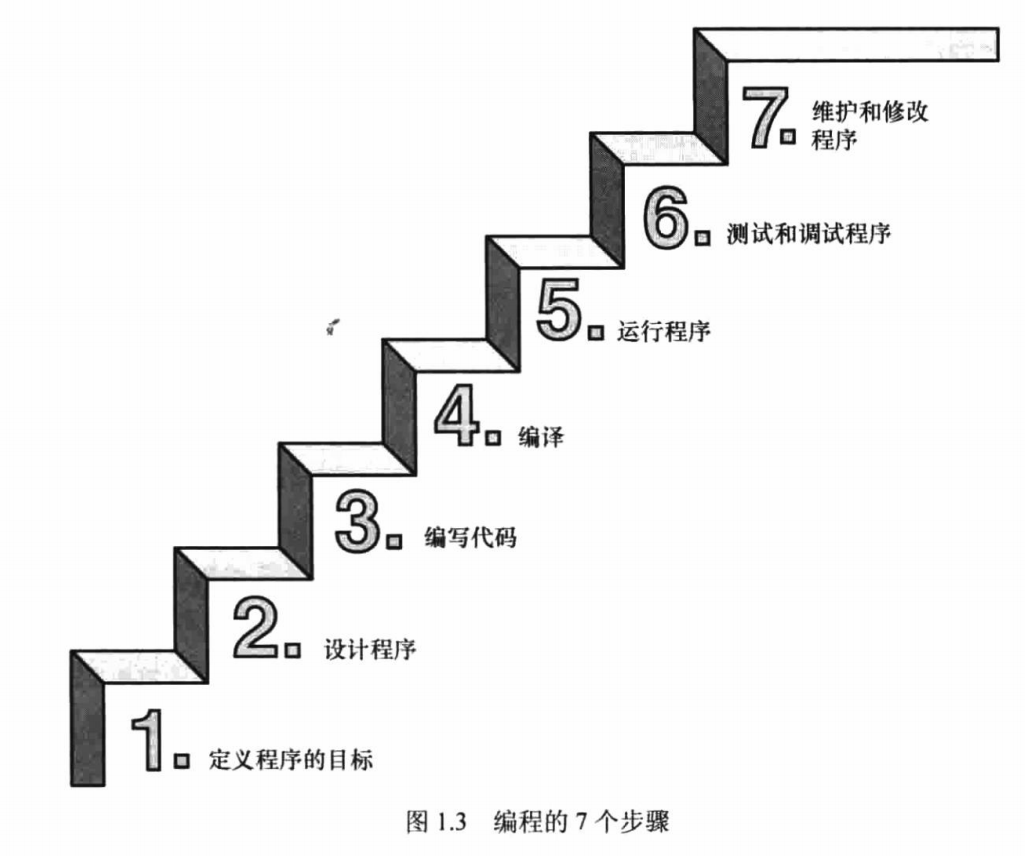 7. 维护和修改
程序
6. 测试和调试程序
5. 运行程序
4. 编译
3. 编写代码
2. 设计程序
1. 定义程序的目标
图 1.3 编程的 7 个步骤